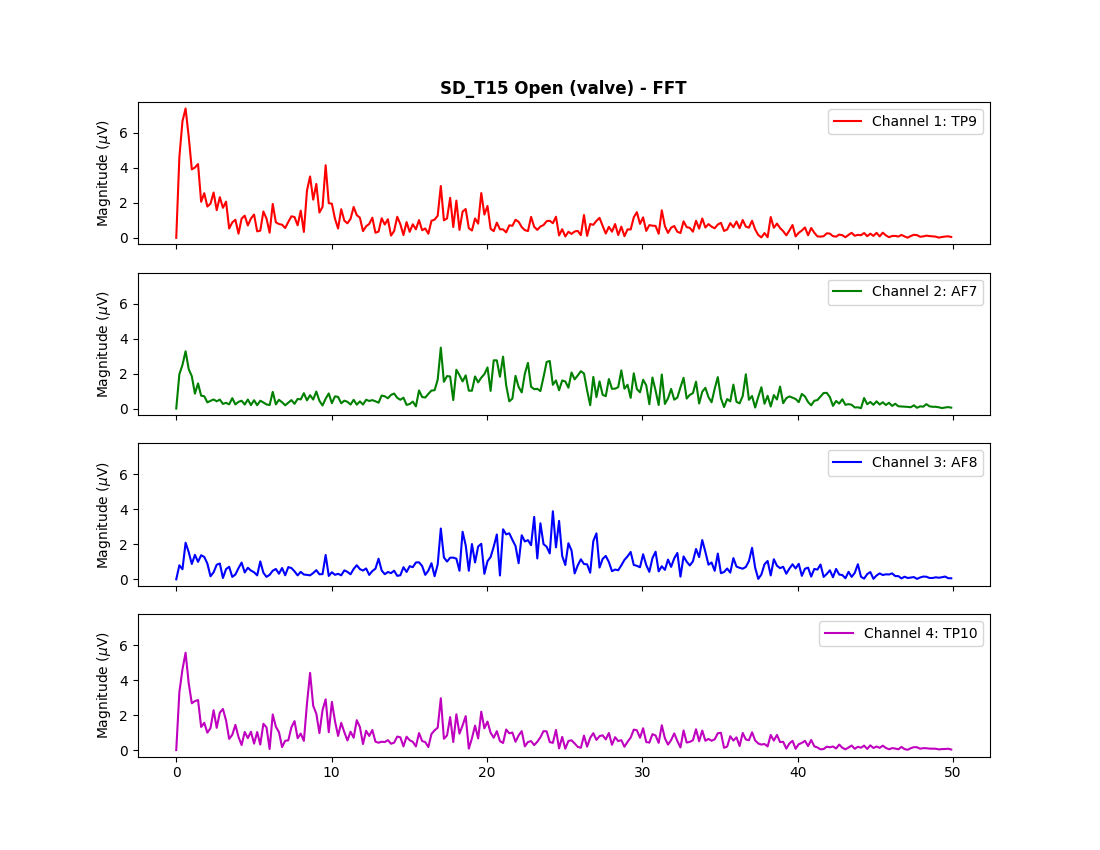 SD_T15 Open (valve) - FFT
Magnitude (μV)
6
4
2
0
Channel 1: TP9
Magnitude (μV)
6
4
2
0
Channel 2: AF7
Magnitude (μV)
6
4
2
0
Channel 3: AF8
Magnitude (μV)
6
4
2
0
Channel 4: TP10
0 10 20 30 40 50